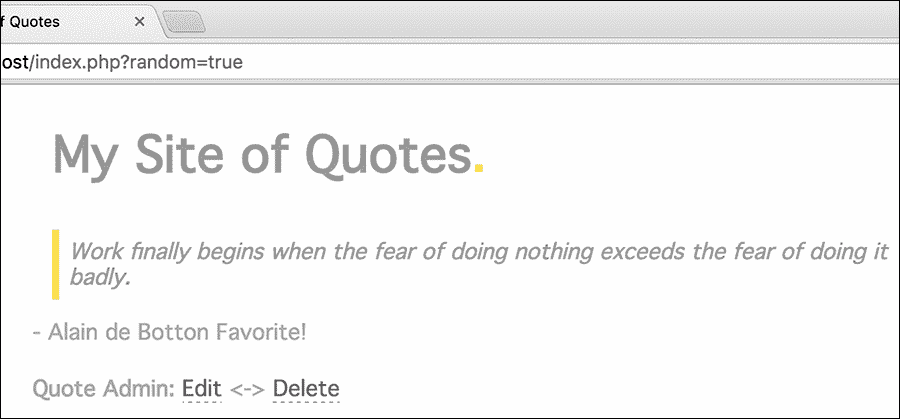 f Quotes ×
ost/index.php?random=true
My Site of Quotes.
Work finally begins when the fear of doing nothing exceeds the fear of doing it
badly.
- Alain de Botton Favorite!
Quote Admin: Edit <-> Delete